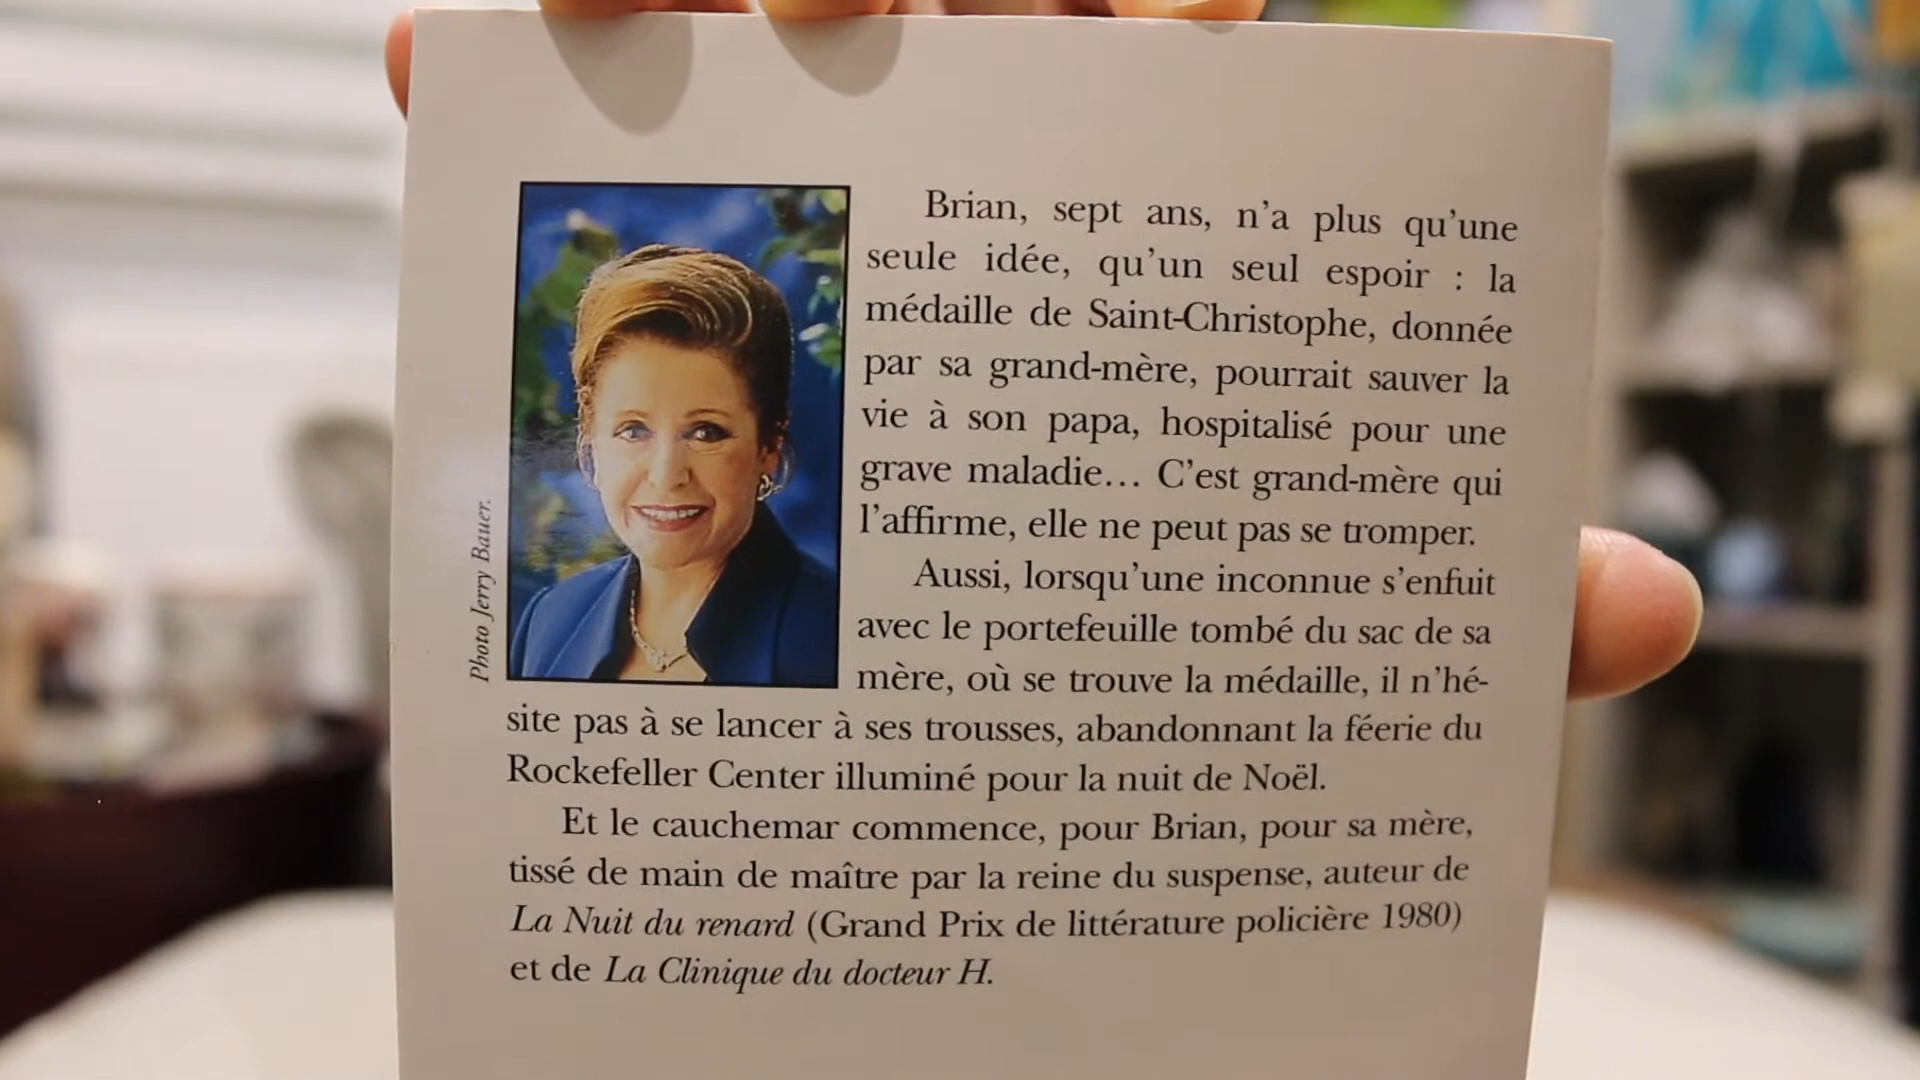 Brian, sept ans, n'a plus qu'une
seule idée, qu'un seul espoir : la
médaille de Saint-Christophe, donnée
par sa grand-mère, pourrait sauver la
vie à son papa, hospitalisé pour une
grave maladie... C'est grand-mère qui
l'affirme, elle ne peut pas se tromper.
Aussi, lorsqu'une inconnue s'enfuit
avec le portefeuille tombé du sac de sa
mère, où se trouve la médaille, il n'hé-
site pas à se lancer à ses trousses, abandonnant la féerie du
Rockefeller Center illuminé pour la nuit de Noël.
Et le cauchemar commence, pour Brian, pour sa mère,
tissé de main de maître par la reine du suspense, auteur de
La Nuit du renard (Grand Prix de littérature policière 1980)
et de La Clinique du docteur H.
Photo Jerry Bauer.